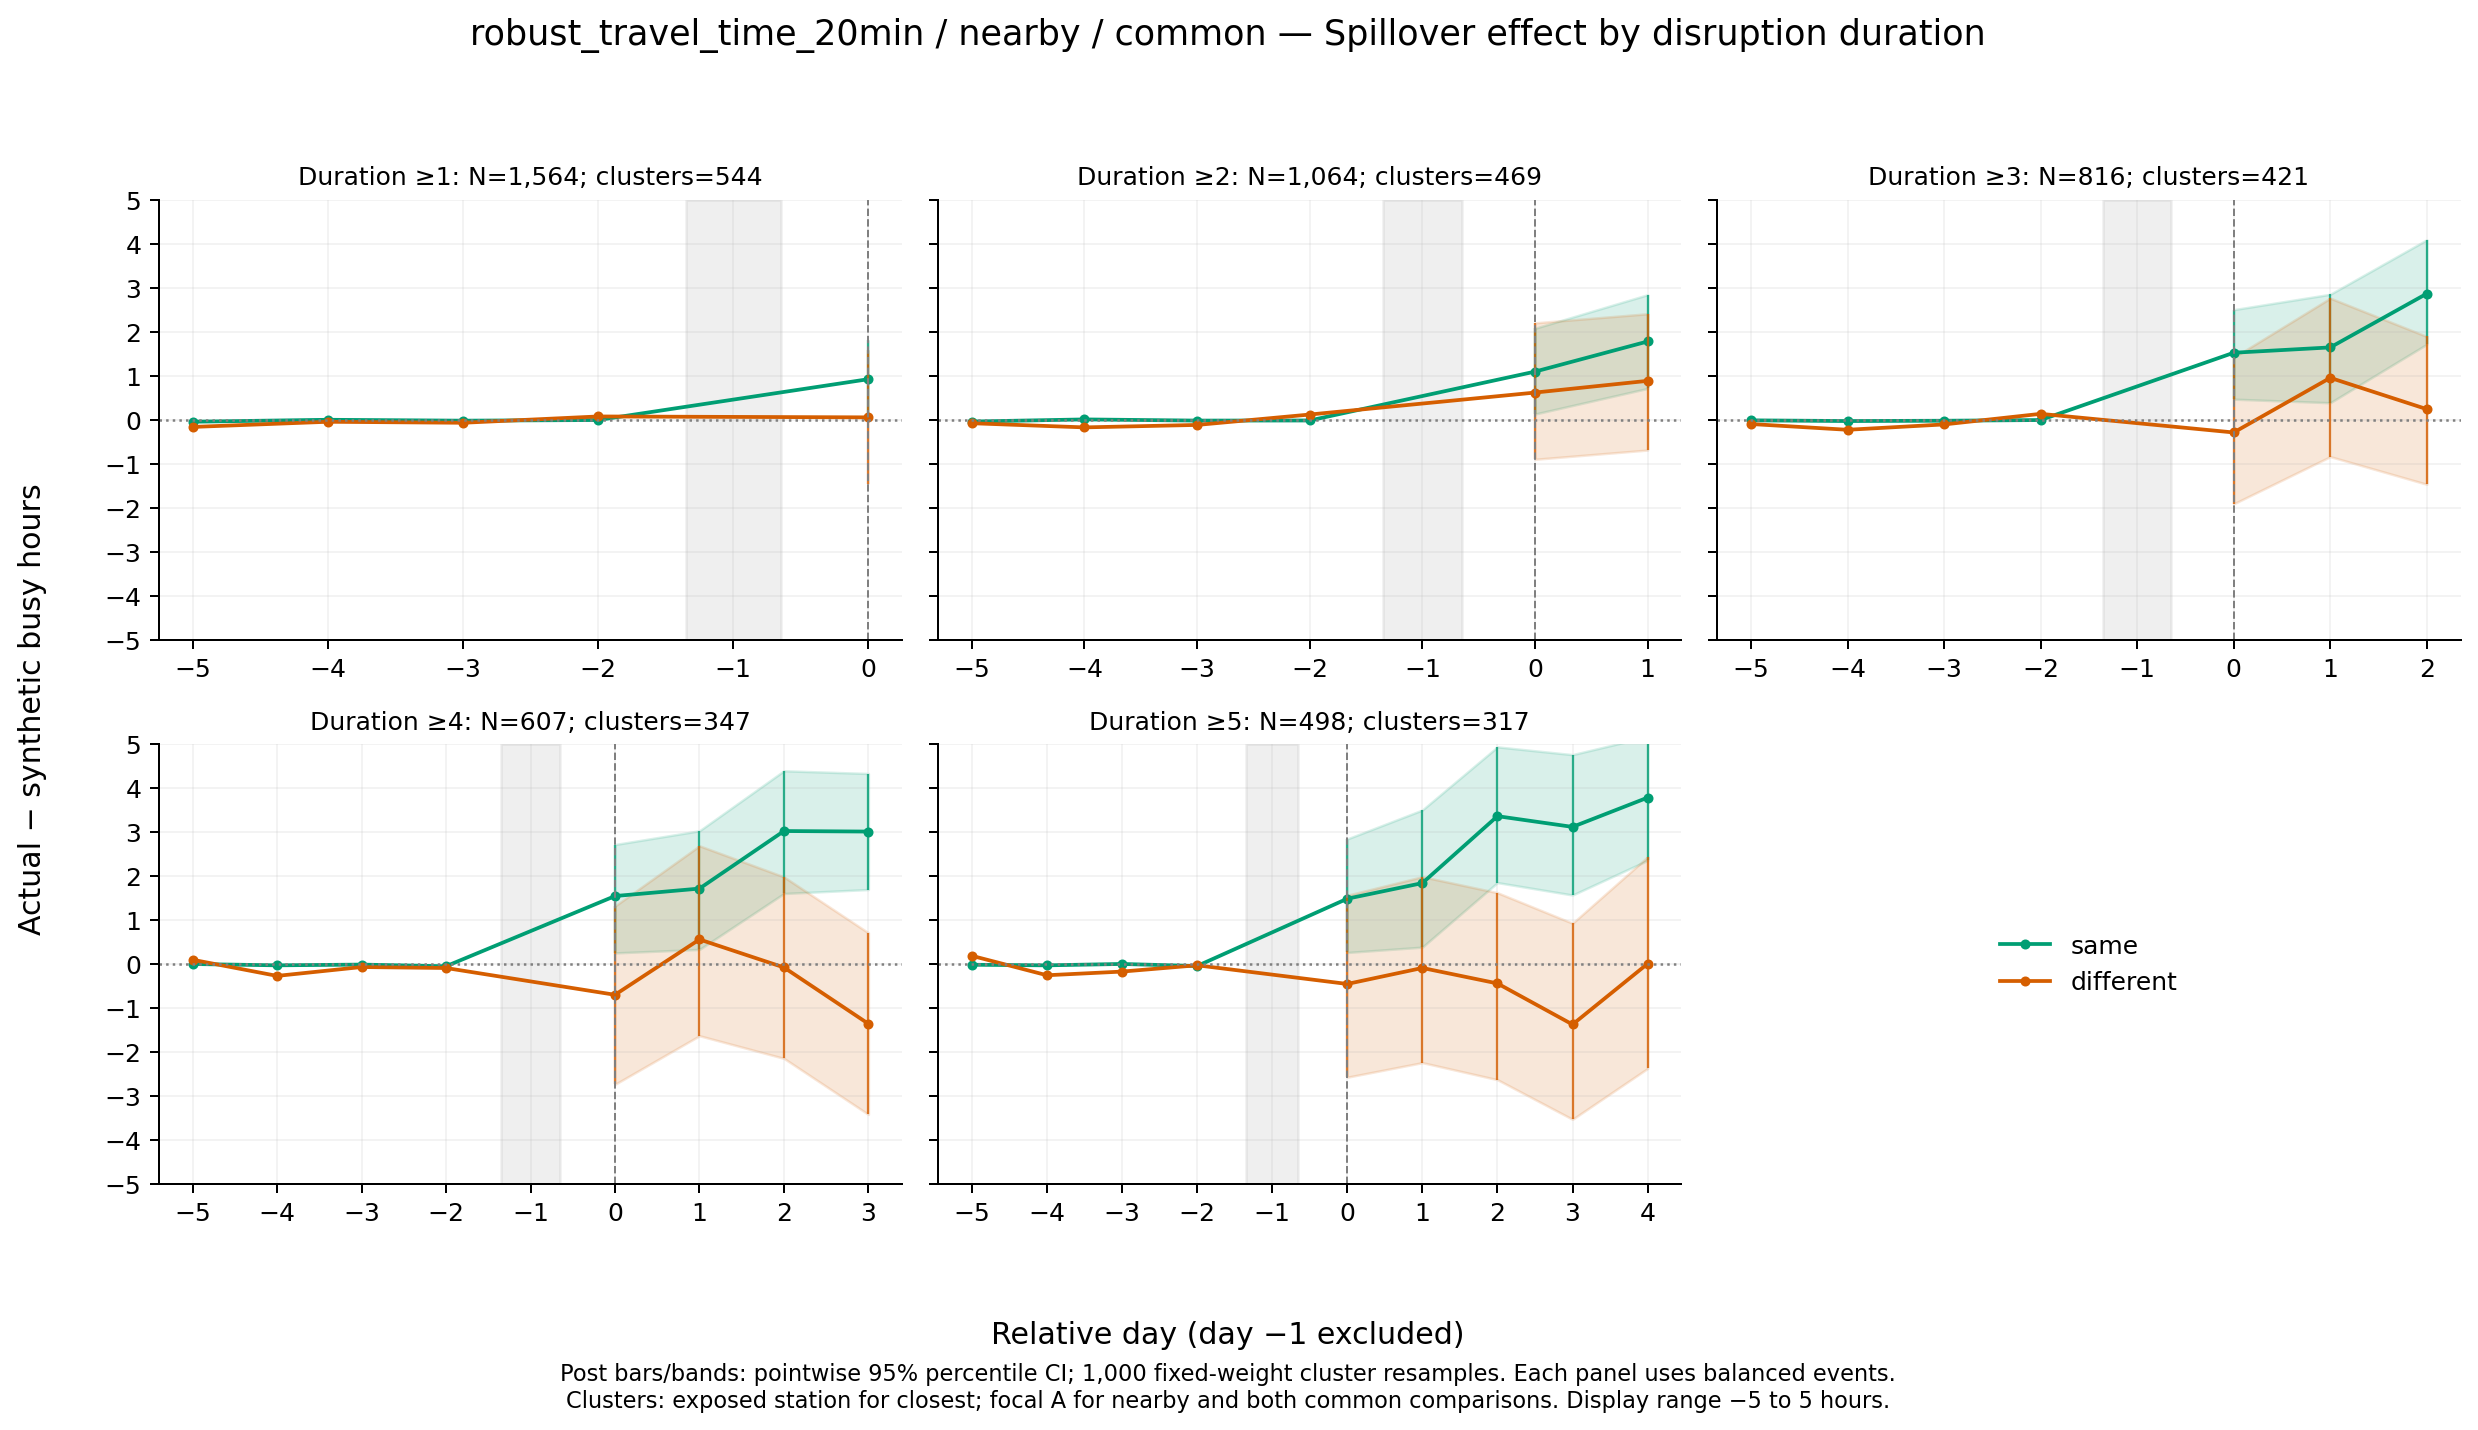 robust_travel_time_20min / nearby / common — Spillover effect by disruption duration
Duration ≥1: N=1,564; clusters=544
Duration ≥2: N=1,064; clusters=469
Duration ≥3: N=816; clusters=421
5
4
3
2
1
0
−1
−2
−3
−4
−5
−5 −4 −3 −2 −1 0
−5 −4 −3 −2 −1 0 1
−5 −4 −3 −2 −1 0 1 2
Actual − synthetic busy hours
Duration ≥4: N=607; clusters=347
Duration ≥5: N=498; clusters=317
5
4
3
2
1
0
−1
−2
−3
−4
−5
−5 −4 −3 −2 −1 0 1 2 3
−5 −4 −3 −2 −1 0 1 2 3 4
same
different
Relative day (day −1 excluded)
Post bars/bands: pointwise 95% percentile CI; 1,000 fixed-weight cluster resamples. Each panel uses balanced events.
Clusters: exposed station for closest; focal A for nearby and both common comparisons. Display range −5 to 5 hours.